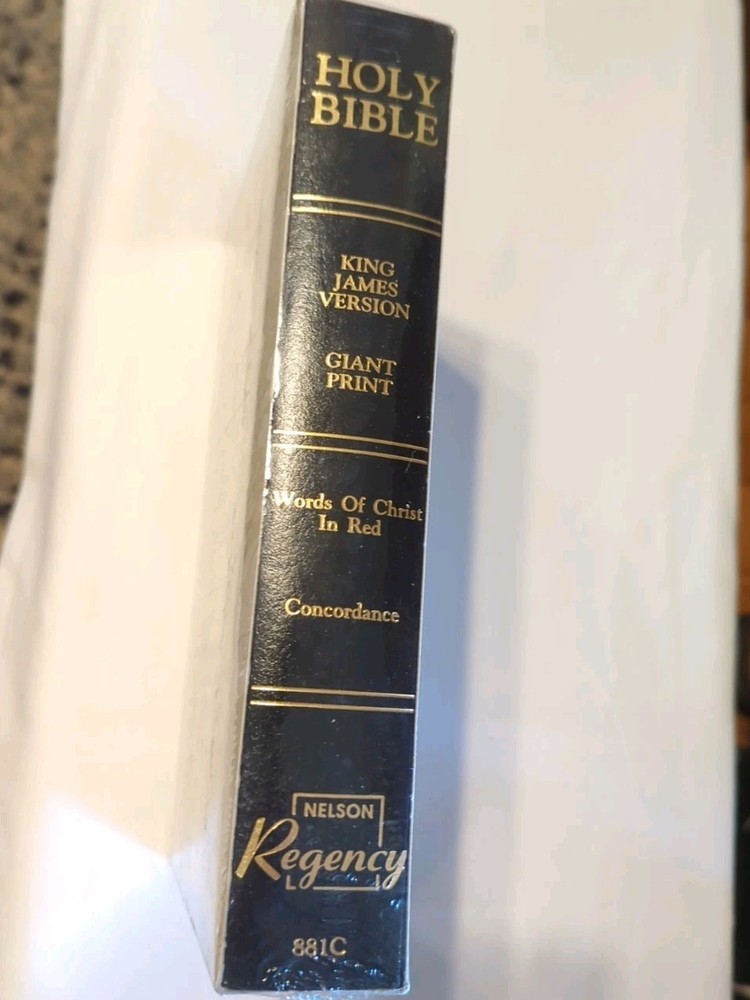 HOLY
BIBLE
KING
JAMES
VERSION
GIANT
PRINT
Words Of Christ
In Red
Concordance
NELSON
Regency
881C